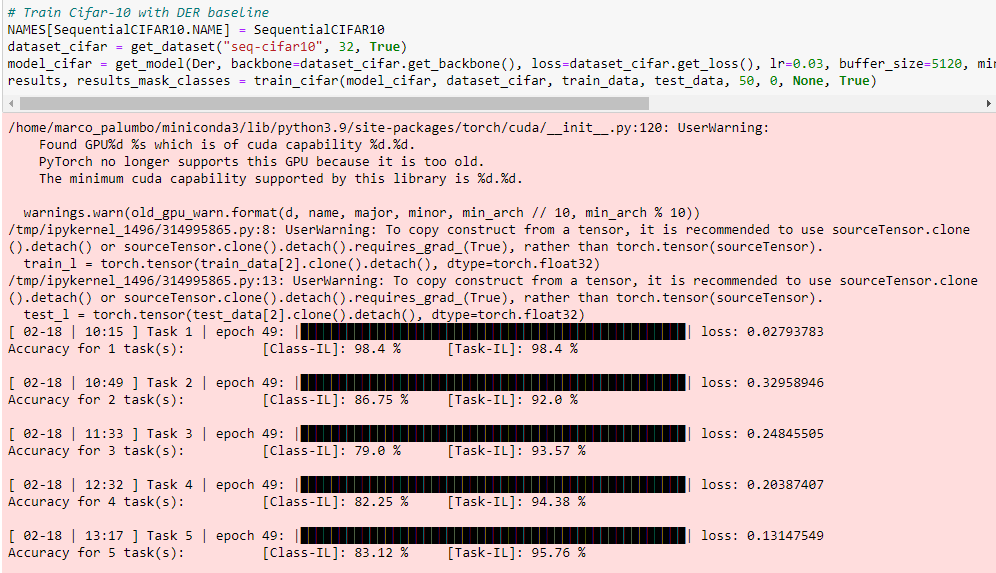 # Train Cifar-10 with DER baseline
NAMES[SequentialCIFAR10.NAME] = SequentialCIFAR10
dataset_cifar = get_dataset("seq-cifar10", 32, True)
model_cifar = get_model(Der, backbone=dataset_cifar.get_backbone(), loss=dataset_cifar.get_loss(), lr=0.03, buffer_size=5120, min
results, results_mask_classes = train_cifar(model_cifar, dataset_cifar, train_data, test_data, 50, 0, None, True)
/home/marco_palumbo/miniconda3/lib/python3.9/site-packages/torch/cuda/__init__.py:120: UserWarning:
    Found GPU%d %s which is of cuda capability %d.%d.
    PyTorch no longer supports this GPU because it is too old.
    The minimum cuda capability supported by this library is %d.%d.
  warnings.warn(old_gpu_warn.format(d, name, major, minor, min_arch // 10, min_arch % 10))
/tmp/ipykernel_1496/314995865.py:8: UserWarning: To copy construct from a tensor, it is recommended to use sourceTensor.clone
().detach() or sourceTensor.clone().detach().requires_grad_(True), rather than torch.tensor(sourceTensor).
  train_l = torch.tensor(train_data[2].clone().detach(), dtype=torch.float32)
/tmp/ipykernel_1496/314995865.py:13: UserWarning: To copy construct from a tensor, it is recommended to use sourceTensor.clone
().detach() or sourceTensor.clone().detach().requires_grad_(True), rather than torch.tensor(sourceTensor).
  test_l = torch.tensor(test_data[2].clone().detach(), dtype=torch.float32)
[ 02-18 | 10:15 ] Task 1 | epoch 49: | | loss: 0.02793783
Accuracy for 1 task(s): [Class-IL]: 98.4 % [Task-IL]: 98.4 %
[ 02-18 | 10:49 ] Task 2 | epoch 49: | | loss: 0.32958946
Accuracy for 2 task(s): [Class-IL]: 86.75 % [Task-IL]: 92.0 %
[ 02-18 | 11:33 ] Task 3 | epoch 49: | | loss: 0.24845505
Accuracy for 3 task(s): [Class-IL]: 79.0 % [Task-IL]: 93.57 %
[ 02-18 | 12:32 ] Task 4 | epoch 49: | | loss: 0.20387407
Accuracy for 4 task(s): [Class-IL]: 82.25 % [Task-IL]: 94.38 %
[ 02-18 | 13:17 ] Task 5 | epoch 49: | | loss: 0.13147549
Accuracy for 5 task(s): [Class-IL]: 83.12 % [Task-IL]: 95.76 %